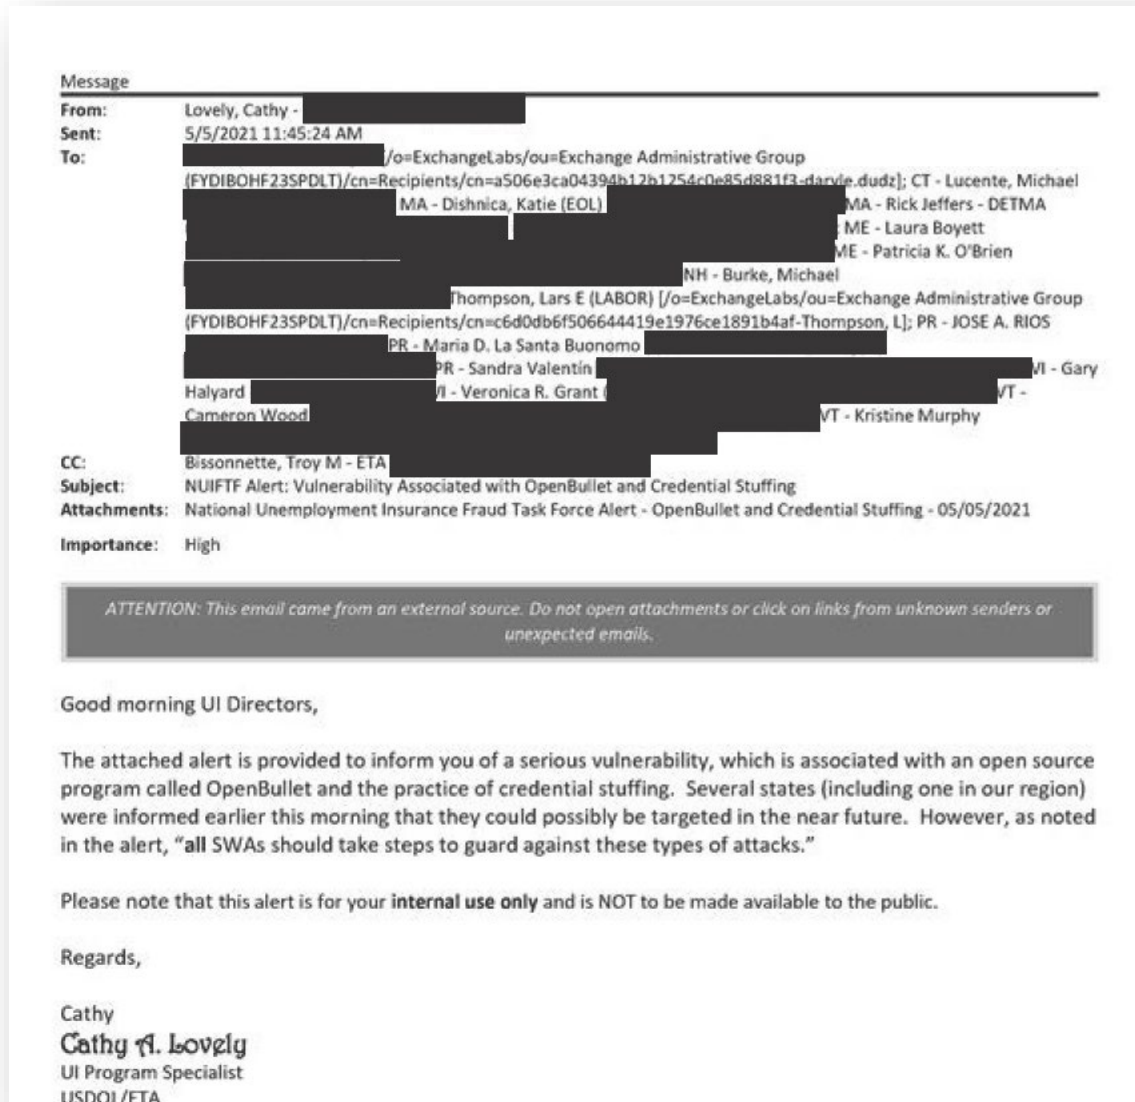 Message
From: Lovely, Cathy -
Sent: 5/5/2021 11:45:24 AM
To: /o=ExchangeLabs/ou=Exchange Administrative Group
(FYDIBOHF23SPDLT)/cn=Recipients/cn=a506e3ca04394b12b1254c0e85d881f3-daryle.dudz]; CT - Lucente, Michael
MA - Dishnica, Katie (EOL) MA - Rick Jeffers - DETMA
; ME - Laura Boyett
ME - Patricia K. O'Brien
NH - Burke, Michael
Thompson, Lars E (LABOR) [/o=ExchangeLabs/ou=Exchange Administrative Group
(FYDIBOHF23SPDLT)/cn=Recipients/cn=c6d0db6f506644419e1976ce1891b4af-Thompson, L]; PR - JOSE A. RIOS
PR - Maria D. La Santa Buonomo
PR - Sandra Valentin VI - Gary
Halyard VI - Veronica R. Grant ( VT -
Cameron Wood VT - Kristine Murphy
CC: Bissonnette, Troy M - ETA
Subject: NUIFTF Alert: Vulnerability Associated with OpenBullet and Credential Stuffing
Attachments: National Unemployment Insurance Fraud Task Force Alert - OpenBullet and Credential Stuffing - 05/05/2021
Importance: High
ATTENTION: This email came from an external source. Do not open attachments or click on links from unknown senders or
unexpected emails.
Good morning UI Directors,
The attached alert is provided to inform you of a serious vulnerability, which is associated with an open source
program called OpenBullet and the practice of credential stuffing. Several states (including one in our region)
were informed earlier this morning that they could possibly be targeted in the near future. However, as noted
in the alert, “all SWAs should take steps to guard against these types of attacks.”
Please note that this alert is for your internal use only and is NOT to be made available to the public.
Regards,
Cathy
Cathy A. Lovely
UI Program Specialist
USDOL/ETA